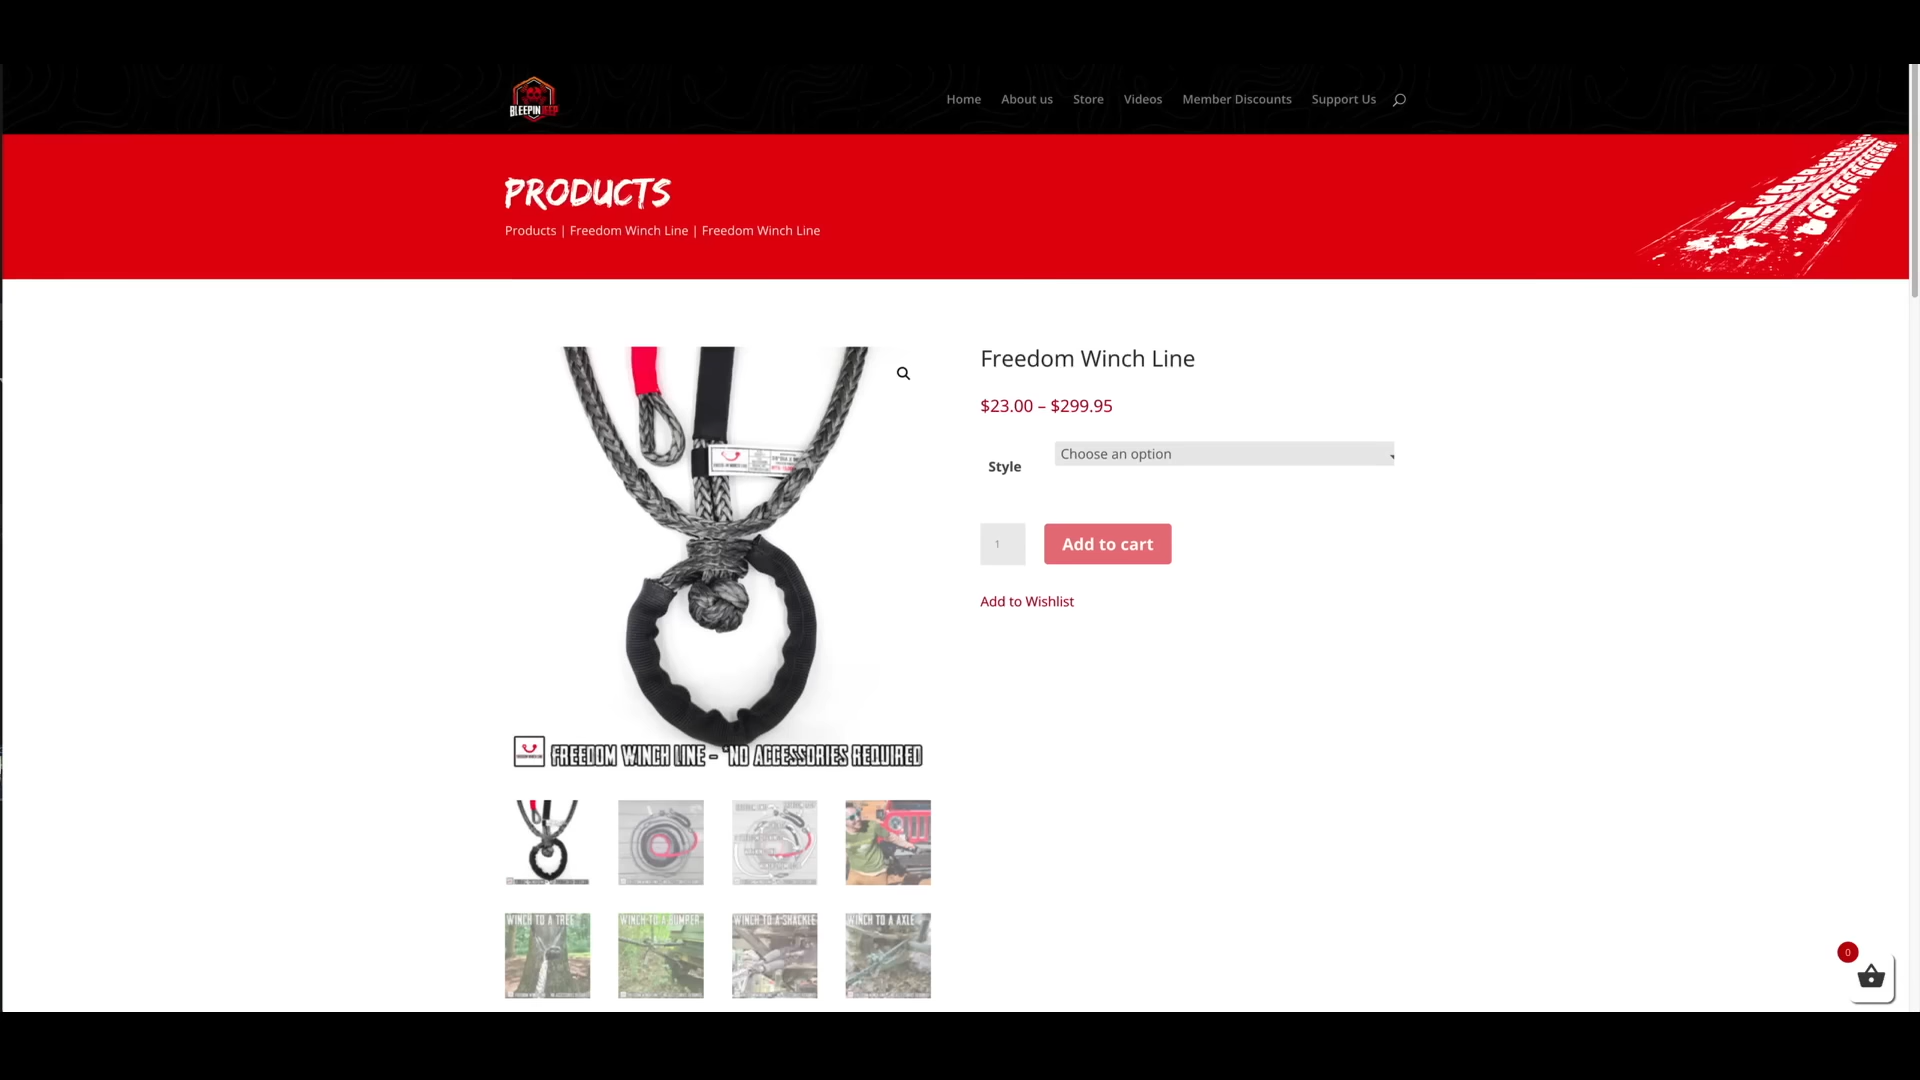 BLEEPINJEEP
Home
About us
Store
Videos
Member Discounts
Support Us
PRODUCTS
Products | Freedom Winch Line | Freedom Winch Line
Freedom Winch Line
$23.00 – $299.95
Style
Choose an option
1
Add to cart
Add to Wishlist
FREEDOM WINCH LINE - *NO ACCESSORIES REQUIRED
WINCH TO A TREE
WINCH TO A BUMPER
WINCH TO A SHACKLE
WINCH TO A AXLE
0